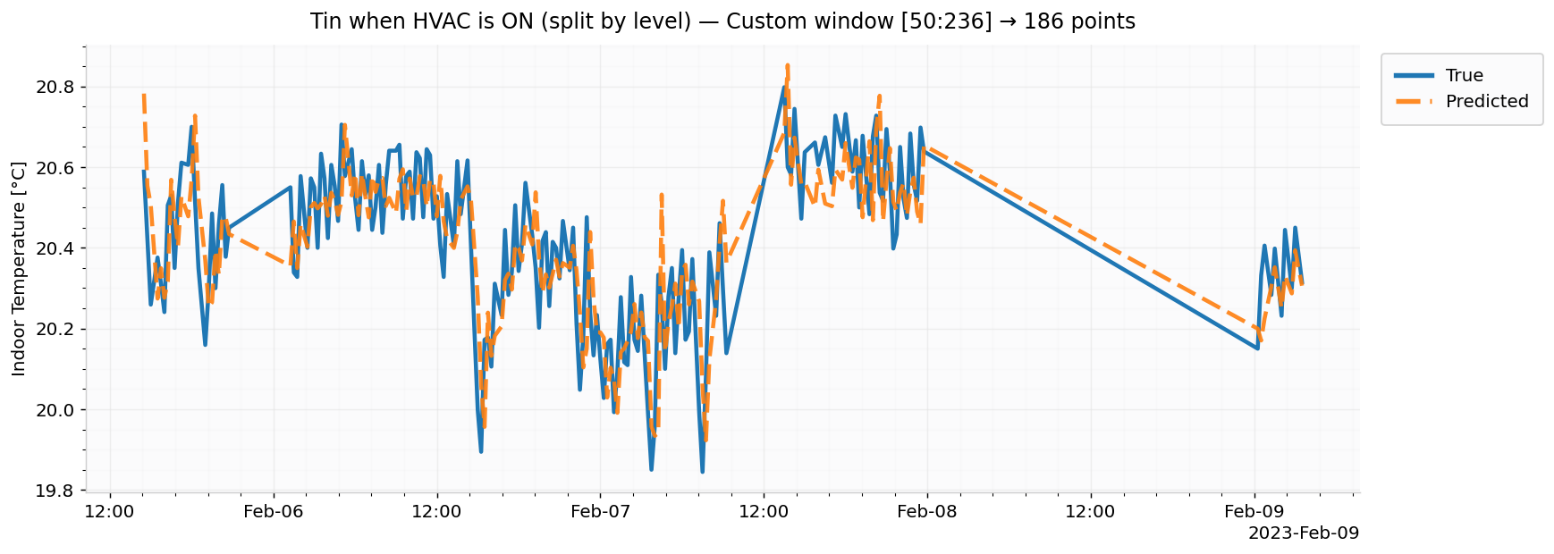 Tin when HVAC is ON (split by level) — Custom window [50:236] → 186 points
True
Predicted
Indoor Temperature [°C]
20.8
20.6
20.4
20.2
20.0
19.8
12:00
Feb-06
12:00
Feb-07
12:00
Feb-08
12:00
Feb-09
2023-Feb-09